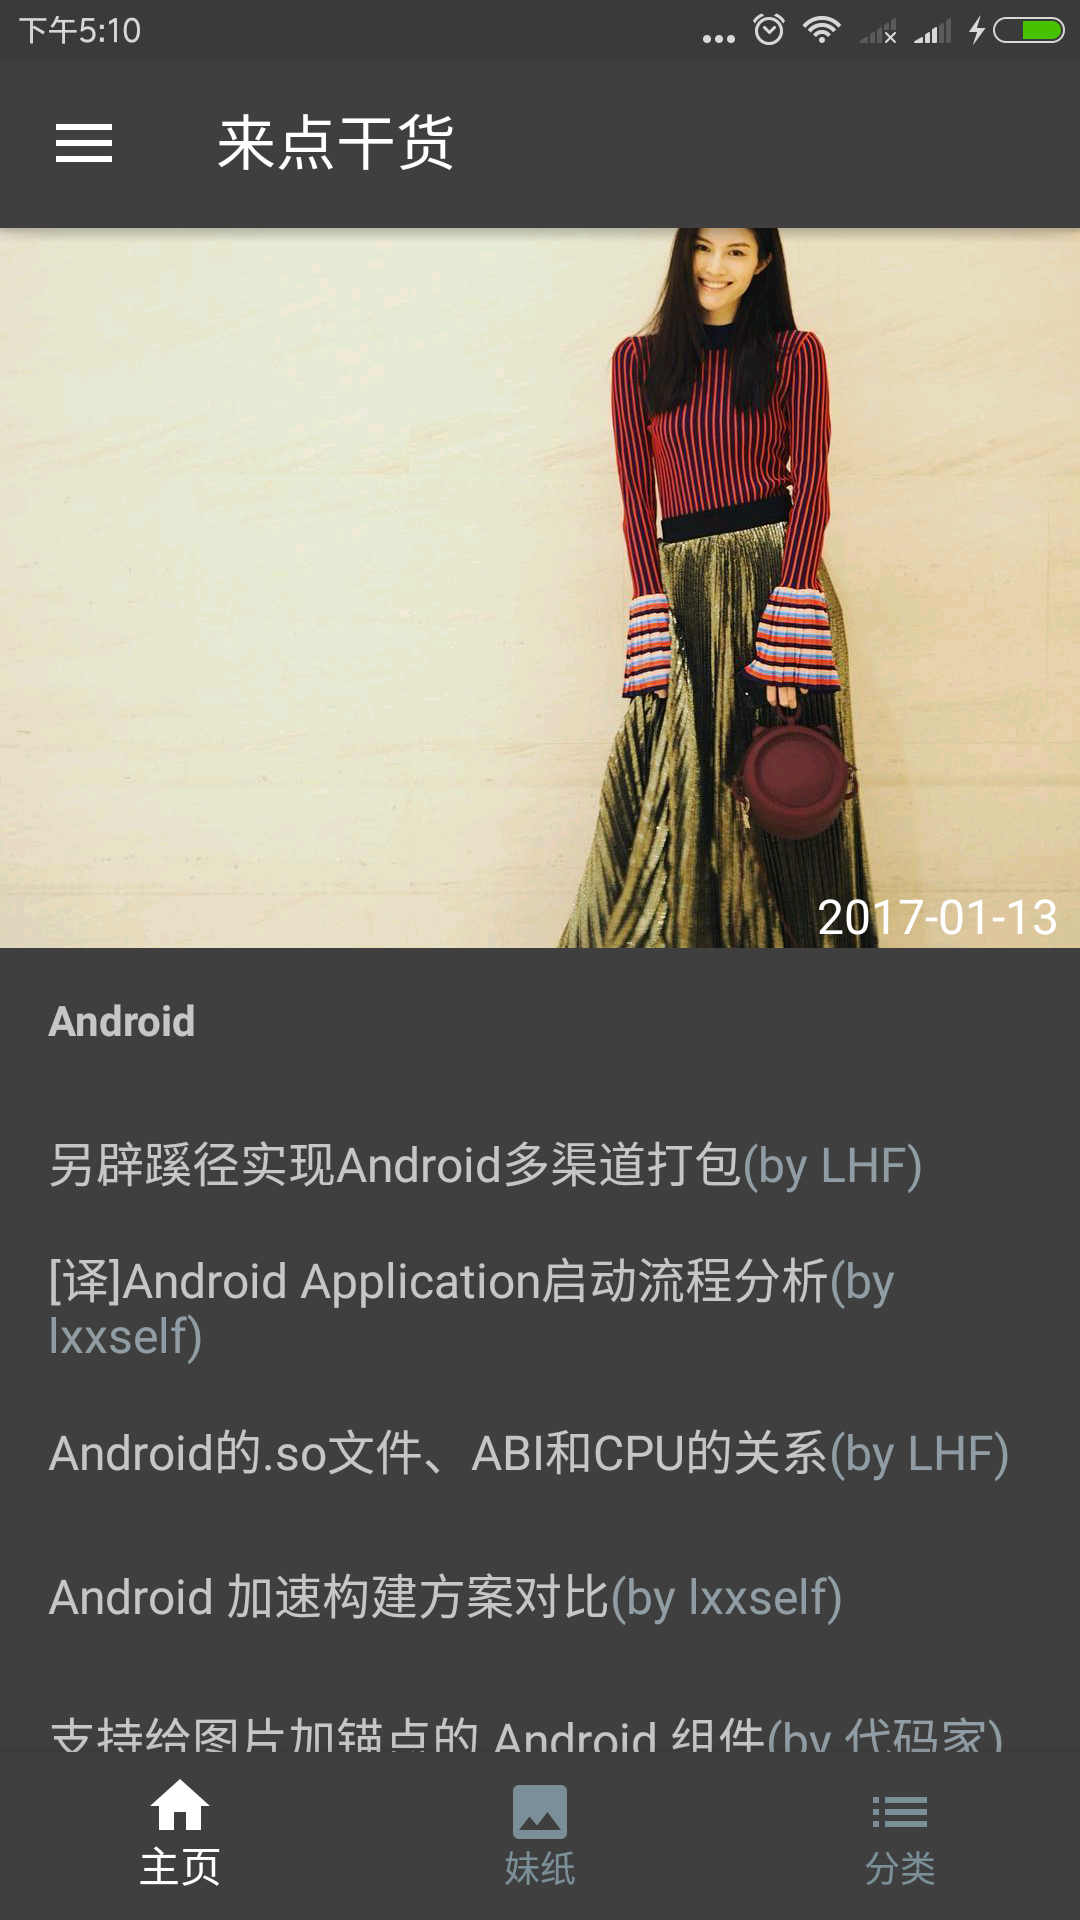 下午5:10
来点干货
2017-01-13
Android
另辟蹊径实现Android多渠道打包(by LHF)
[译]Android Application启动流程分析(by
lxxself)
Android的.so文件、ABI和CPU的关系(by LHF)
Android 加速构建方案对比(by lxxself)
支持给图片加锚点的 Android 组件(by 代码家)
主页
妹纸
分类